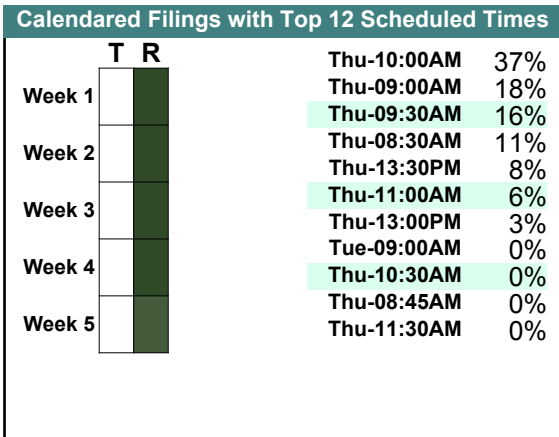 Calendared Filings with Top 12 Scheduled Times
T R
Week 1
Week 2
Week 3
Week 4
Week 5
Thu-10:00AM 37%
Thu-09:00AM 18%
Thu-09:30AM 16%
Thu-08:30AM 11%
Thu-13:30PM 8%
Thu-11:00AM 6%
Thu-13:00PM 3%
Tue-09:00AM 0%
Thu-10:30AM 0%
Thu-08:45AM 0%
Thu-11:30AM 0%